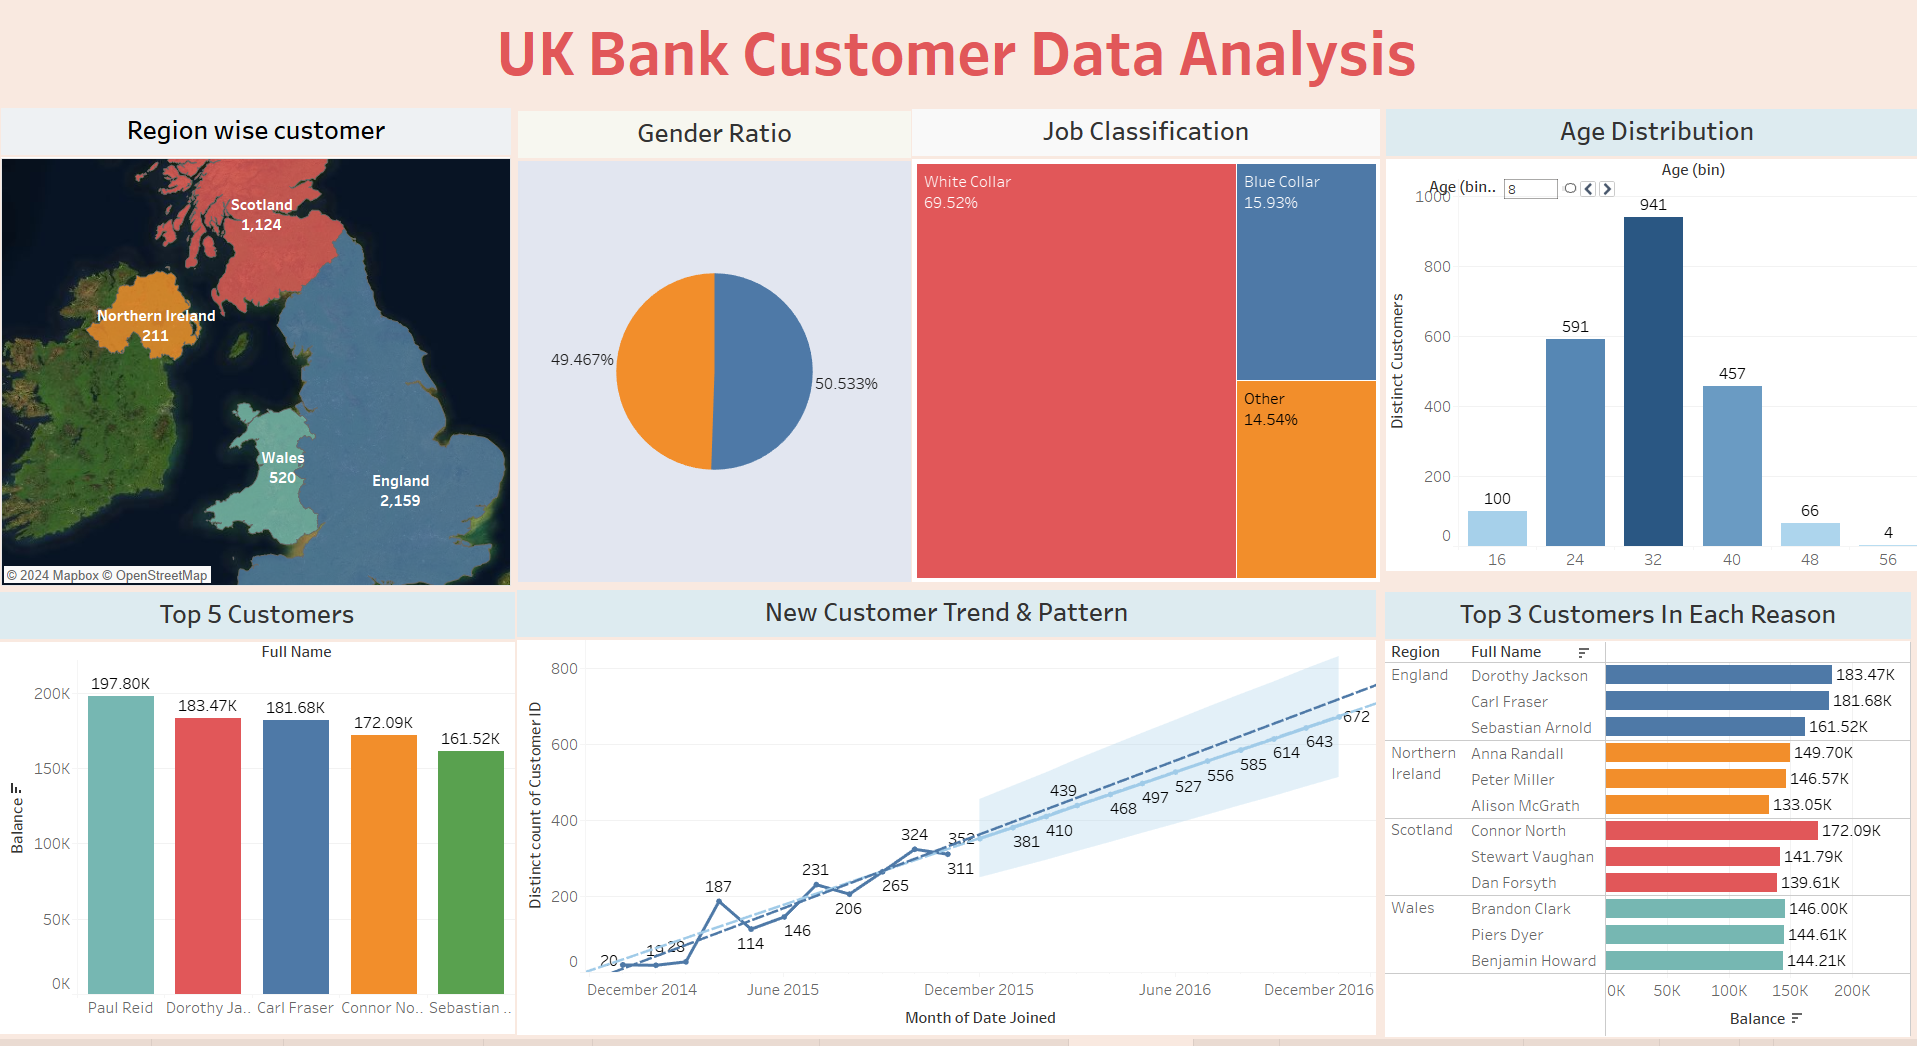 UK Bank Customer Data Analysis
Region wise customer
Scotland
1,124
Northern Ireland
211
Wales
520
England
2,159
© 2024 Mapbox © OpenStreetMap
Gender Ratio
49.467%
50.533%
Job Classification
White Collar
69.52%
Blue Collar
15.93%
Other
14.54%
Age Distribution
Age (bin)
Age (bin..
8
Distinct Customers
1000
800
600
400
200
0
100
591
941
457
66
4
16
24
32
40
48
56
Top 5 Customers
Full Name
Balance
200K
150K
100K
50K
0K
197.80K
183.47K
181.68K
172.09K
161.52K
Paul Reid
Dorothy Ja..
Carl Fraser
Connor No..
Sebastian ..
New Customer Trend & Pattern
Distinct count of Customer ID
800
600
400
200
0
20
19
28
187
114
146
231
206
265
324
311
352
381
410
439
468
497
527
556
585
614
643
672
December 2014
June 2015
December 2015
June 2016
December 2016
Month of Date Joined
Top 3 Customers In Each Reason
Region Full Name
England Dorothy Jackson 183.47K
Carl Fraser 181.68K
Sebastian Arnold 161.52K
Northern Ireland Anna Randall 149.70K
Peter Miller 146.57K
Alison McGrath 133.05K
Scotland Connor North 172.09K
Stewart Vaughan 141.79K
Dan Forsyth 139.61K
Wales Brandon Clark 146.00K
Piers Dyer 144.61K
Benjamin Howard 144.21K
0K 50K 100K 150K 200K
Balance